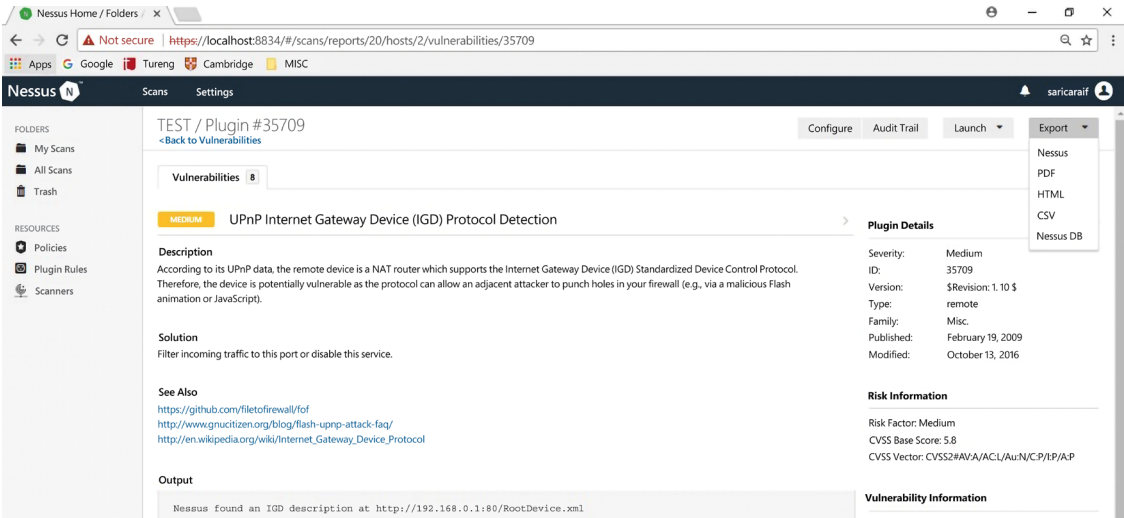 Nessus Home / Folders /
Not secure | https://localhost:8834/#/scans/reports/20/hosts/2/vulnerabilities/35709
Apps Google Tureng Cambridge MISC
Nessus N Scans Settings saricaraif
FOLDERS
My Scans
All Scans
Trash
RESOURCES
Policies
Plugin Rules
Scanners
TEST / Plugin #35709
<Back to Vulnerabilities
Configure Audit Trail Launch Export
Nessus
PDF
HTML
CSV
Nessus DB
Vulnerabilities 8
MEDIUM UPnP Internet Gateway Device (IGD) Protocol Detection
Description
According to its UPnP data, the remote device is a NAT router which supports the Internet Gateway Device (IGD) Standardized Device Control Protocol.
Therefore, the device is potentially vulnerable as the protocol can allow an adjacent attacker to punch holes in your firewall (e.g., via a malicious Flash
animation or JavaScript).
Solution
Filter incoming traffic to this port or disable this service.
See Also
https://github.com/filetofirewall/fof
http://www.gnucitizen.org/blog/flash-upnp-attack-faq/
http://en.wikipedia.org/wiki/Internet_Gateway_Device_Protocol
Output
Nessus found an IGD description at http://192.168.0.1:80/RootDevice.xml
Plugin Details
Severity: Medium
ID: 35709
Version: $Revision: 1. 10 $
Type: remote
Family: Misc.
Published: February 19, 2009
Modified: October 13, 2016
Risk Information
Risk Factor: Medium
CVSS Base Score: 5.8
CVSS Vector: CVSS2#AV:A/AC:L/Au:N/C:P/I:P/A:P
Vulnerability Information